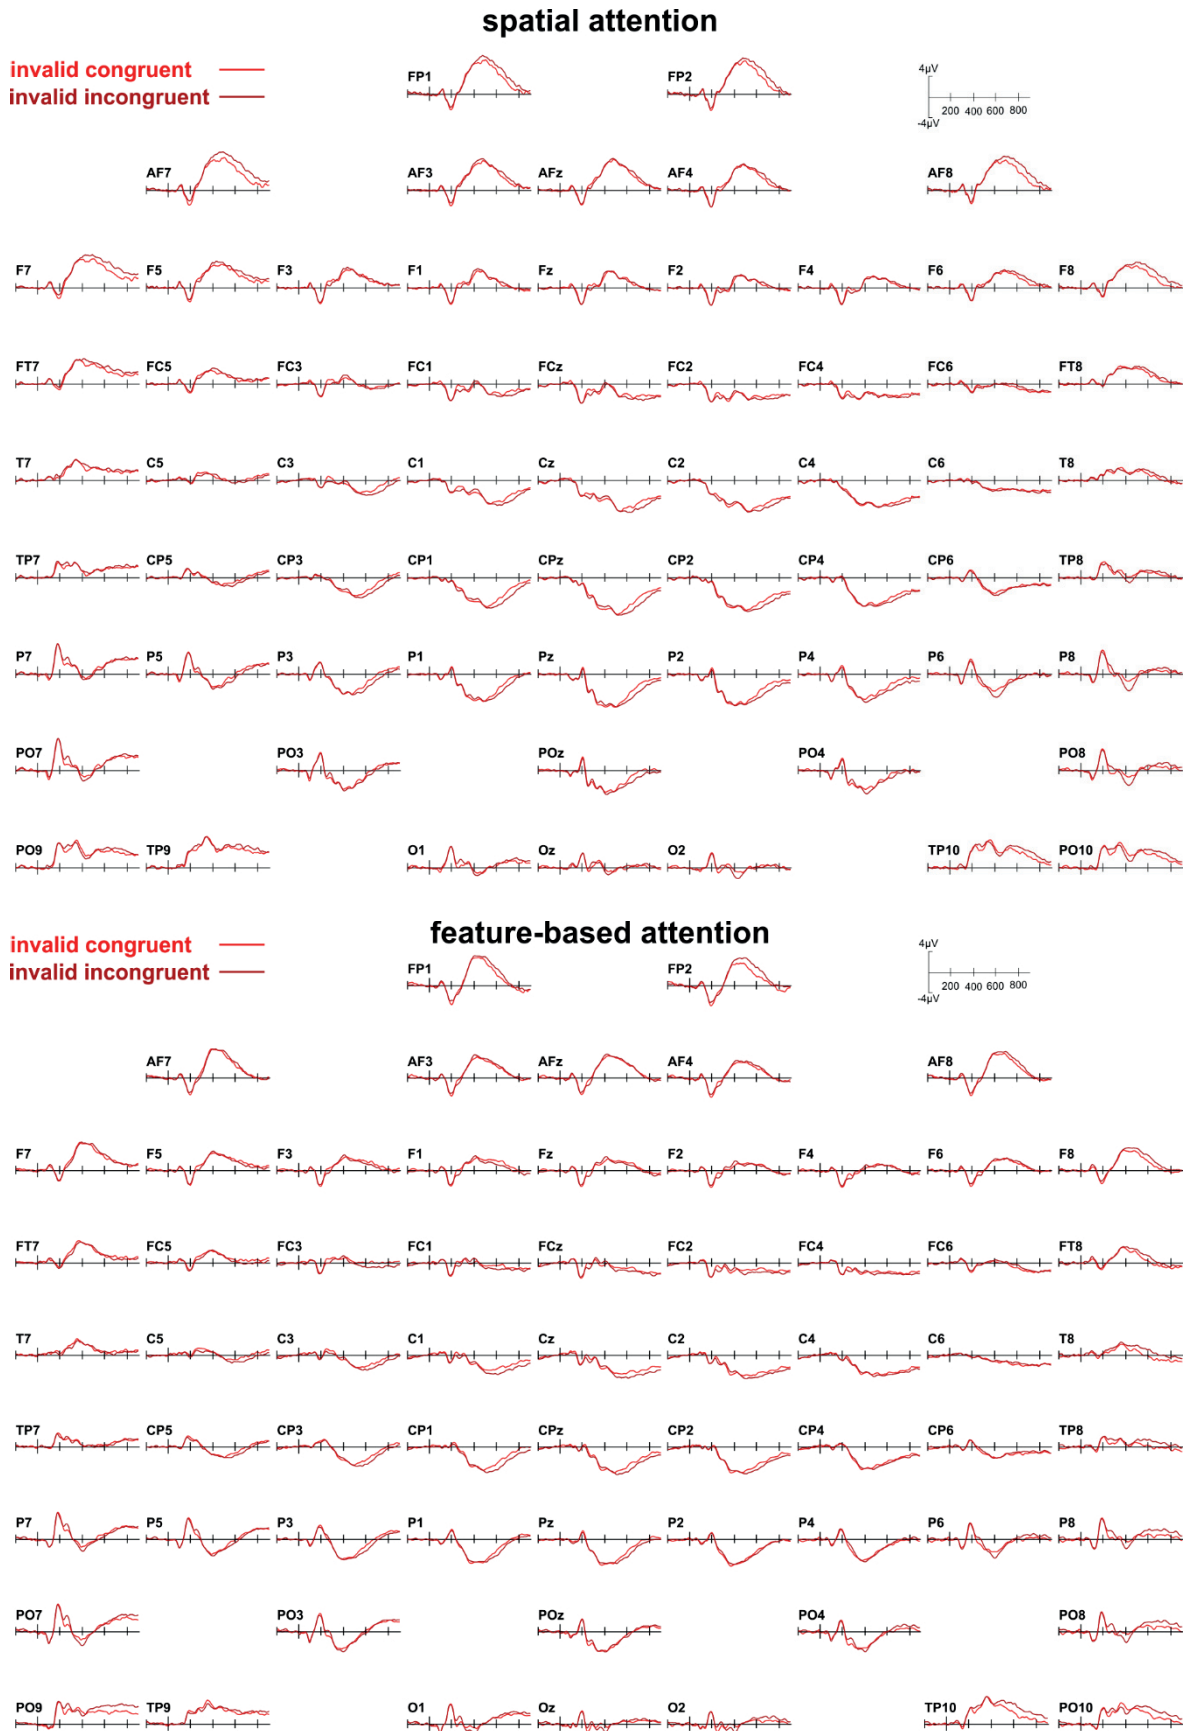 spatial attention
invalid congruent
invalid incongruent
FP1 FP2
4µV
200 400 600 800
-4µV
AF7 AF3 AFz AF4 AF8
F7 F5 F3 F1 Fz F2 F4 F6 F8
FT7 FC5 FC3 FC1 FCz FC2 FC4 FC6 FT8
T7 C5 C3 C1 Cz C2 C4 C6 T8
TP7 CP5 CP3 CP1 CPz CP2 CP4 CP6 TP8
P7 P5 P3 P1 Pz P2 P4 P6 P8
PO7 PO3 POz PO4 PO8
PO9 TP9 O1 Oz O2 TP10 PO10
feature-based attention
invalid congruent
invalid incongruent
FP1 FP2
4µV
200 400 600 800
-4µV
AF7 AF3 AFz AF4 AF8
F7 F5 F3 F1 Fz F2 F4 F6 F8
FT7 FC5 FC3 FC1 FCz FC2 FC4 FC6 FT8
T7 C5 C3 C1 Cz C2 C4 C6 T8
TP7 CP5 CP3 CP1 CPz CP2 CP4 CP6 TP8
P7 P5 P3 P1 Pz P2 P4 P6 P8
PO7 PO3 POz PO4 PO8
PO9 TP9 O1 Oz O2 TP10 PO10